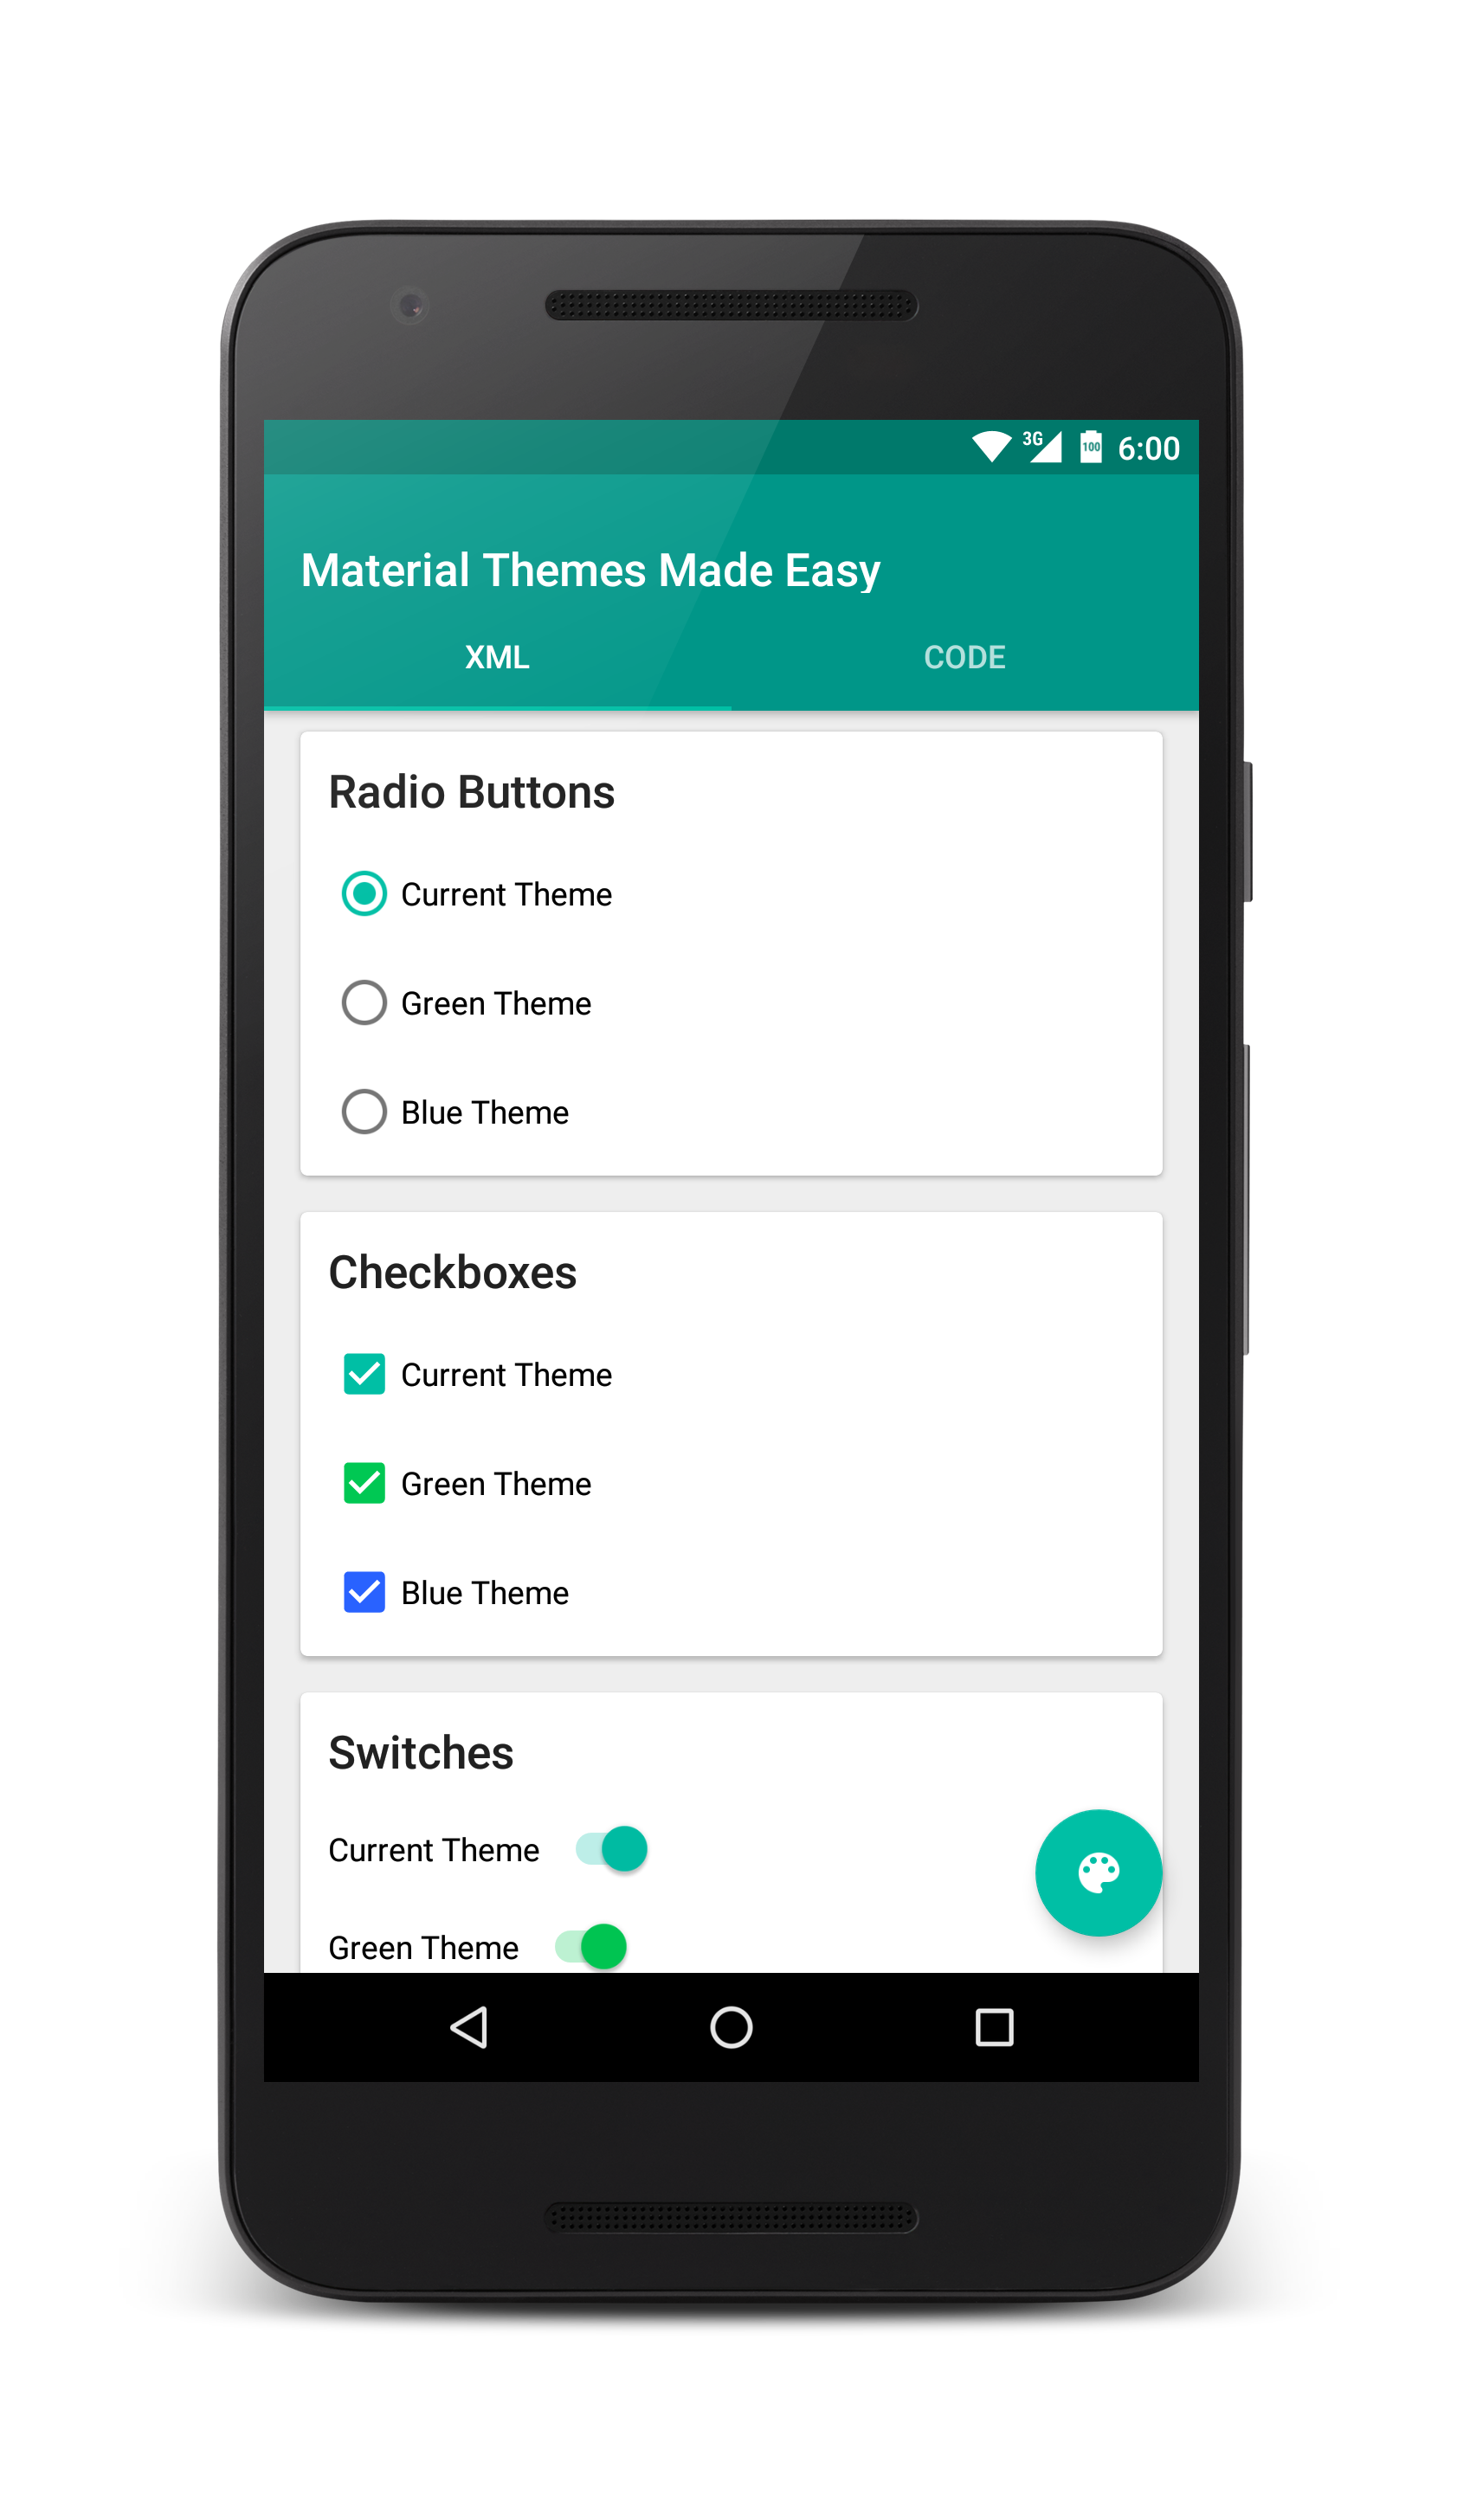 3G 100 6:00
Material Themes Made Easy
XML CODE
Radio Buttons
Current Theme
Green Theme
Blue Theme
Checkboxes
Current Theme
Green Theme
Blue Theme
Switches
Current Theme
Green Theme